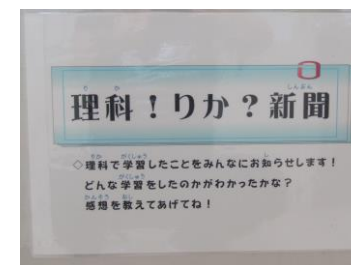 理科！りか？新聞
◇理科で学習したことをみんなにお知らせします！
どんな学習をしたのかがわかったかな？
感想を教えてあげてね！